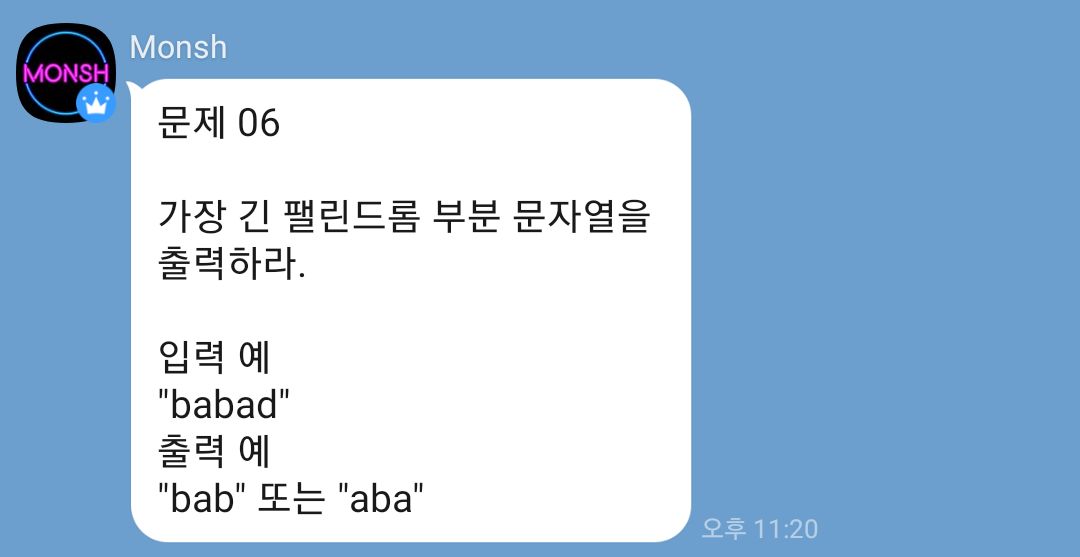 MONSH
Monsh
문제 06
가장 긴 팰린드롬 부분 문자열을
출력하라.
입력 예
"babad"
출력 예
"bab" 또는 "aba"
오후 11:20